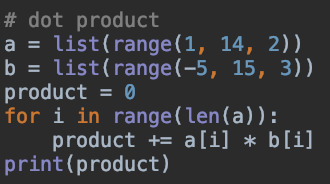 # dot product
a = list(range(1, 14, 2))
b = list(range(-5, 15, 3))
product = 0
for i in range(len(a)):
    product += a[i] * b[i]
print(product)